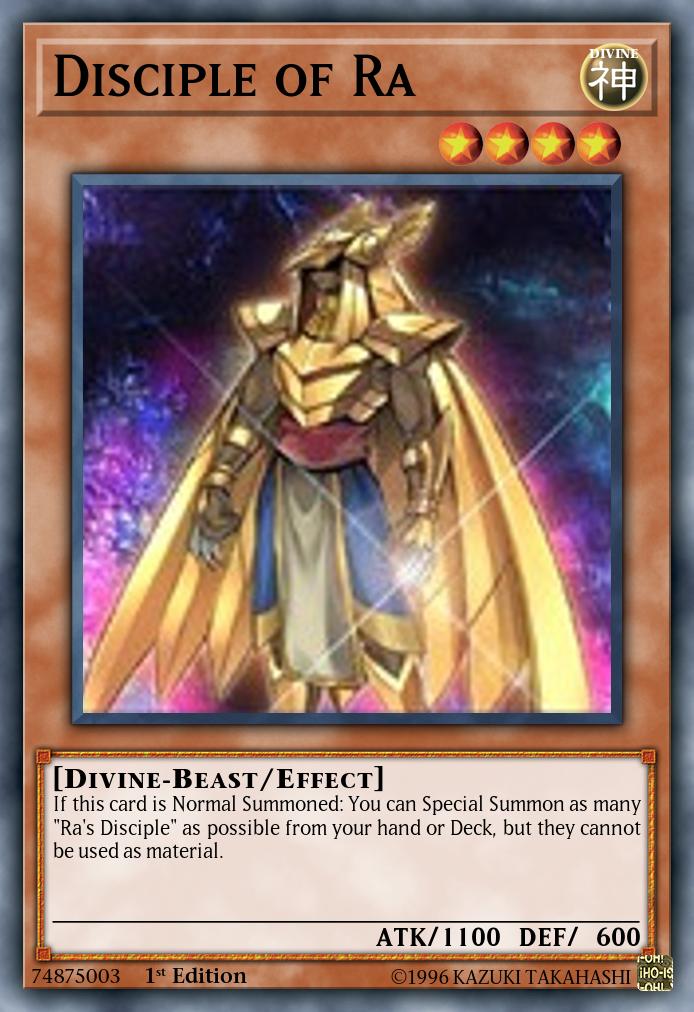 Disciple of Ra
DIVINE
神
[Divine-Beast/Effect]
If this card is Normal Summoned: You can Special Summon as many
"Ra's Disciple" as possible from your hand or Deck, but they cannot
be used as material.
ATK/1100 DEF/ 600
74875003 1st Edition ©1996 KAZUKI TAKAHASHI